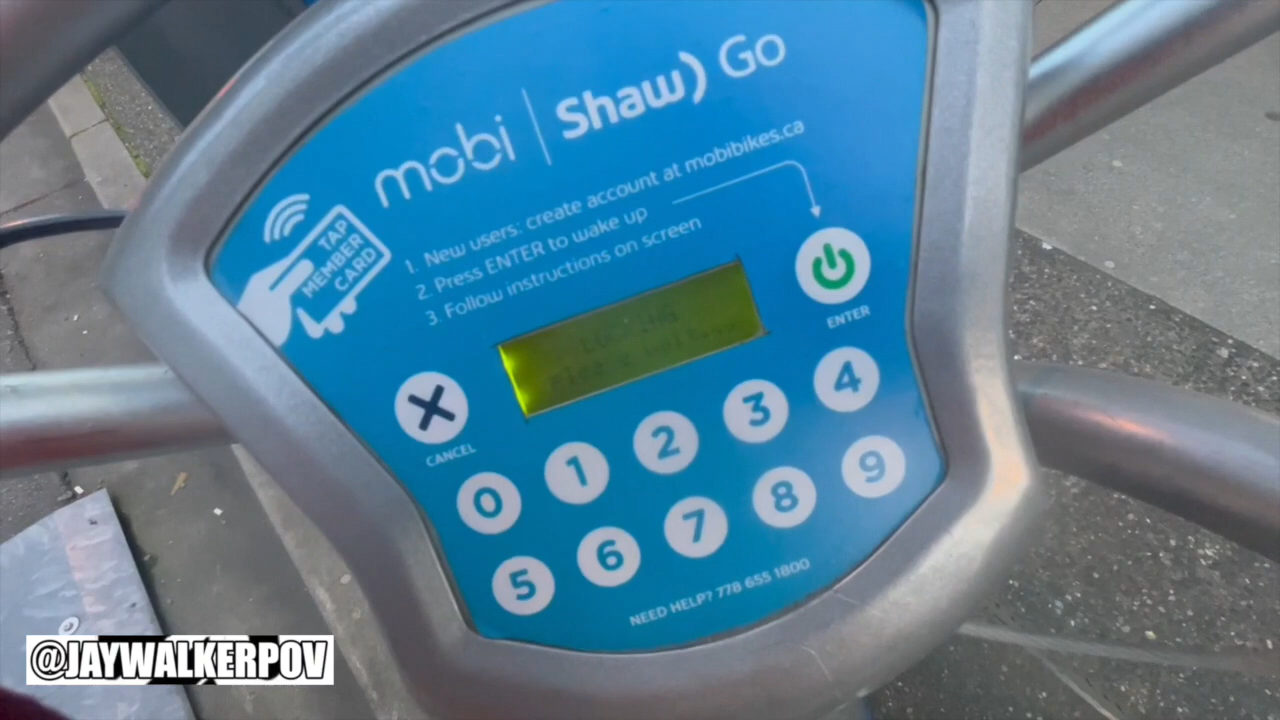 mobi | Shaw) Go
TAP
MEMBER
CARD
1. New users: create account at mobibikes.ca
2. Press ENTER to wake up
3. Follow instructions on screen
ENTER
CANCEL
0 1 2 3 4
5 6 7 8 9
NEED HELP? 778 655 1800
@JAYWALKERPOV